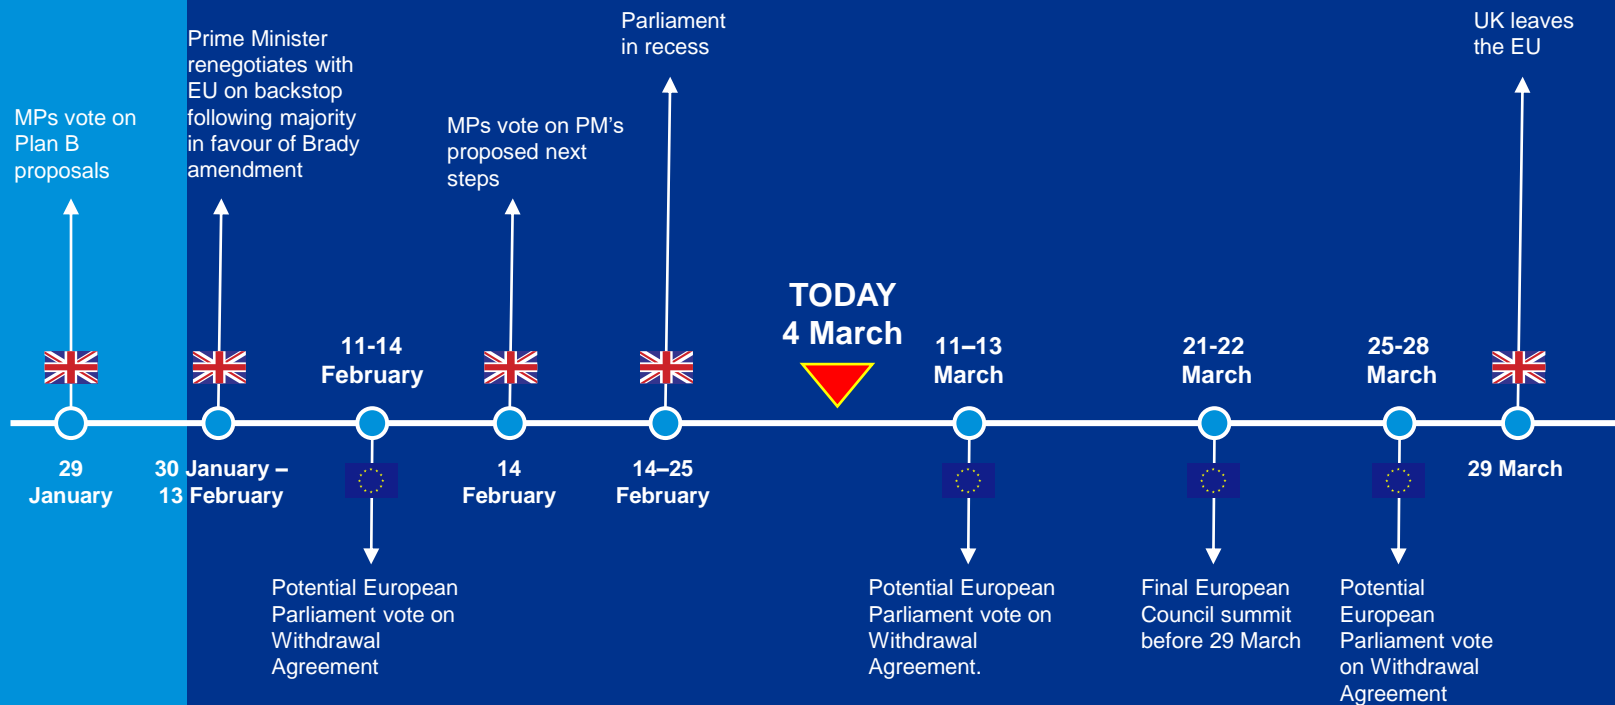 MPs vote on
Plan B
proposals
29
January
Prime Minister
renegotiates with
EU on backstop
following majority
in favour of Brady
amendment
30 January –
13 February
11-14
February
Potential European
Parliament vote on
Withdrawal
Agreement
MPs vote on PM’s
proposed next
steps
14
February
Parliament
in recess
14–25
February
TODAY
4 March
11–13
March
Potential European
Parliament vote on
Withdrawal
Agreement.
21-22
March
Final European
Council summit
before 29 March
25-28
March
Potential
European
Parliament vote
on Withdrawal
Agreement
UK leaves
the EU
29 March